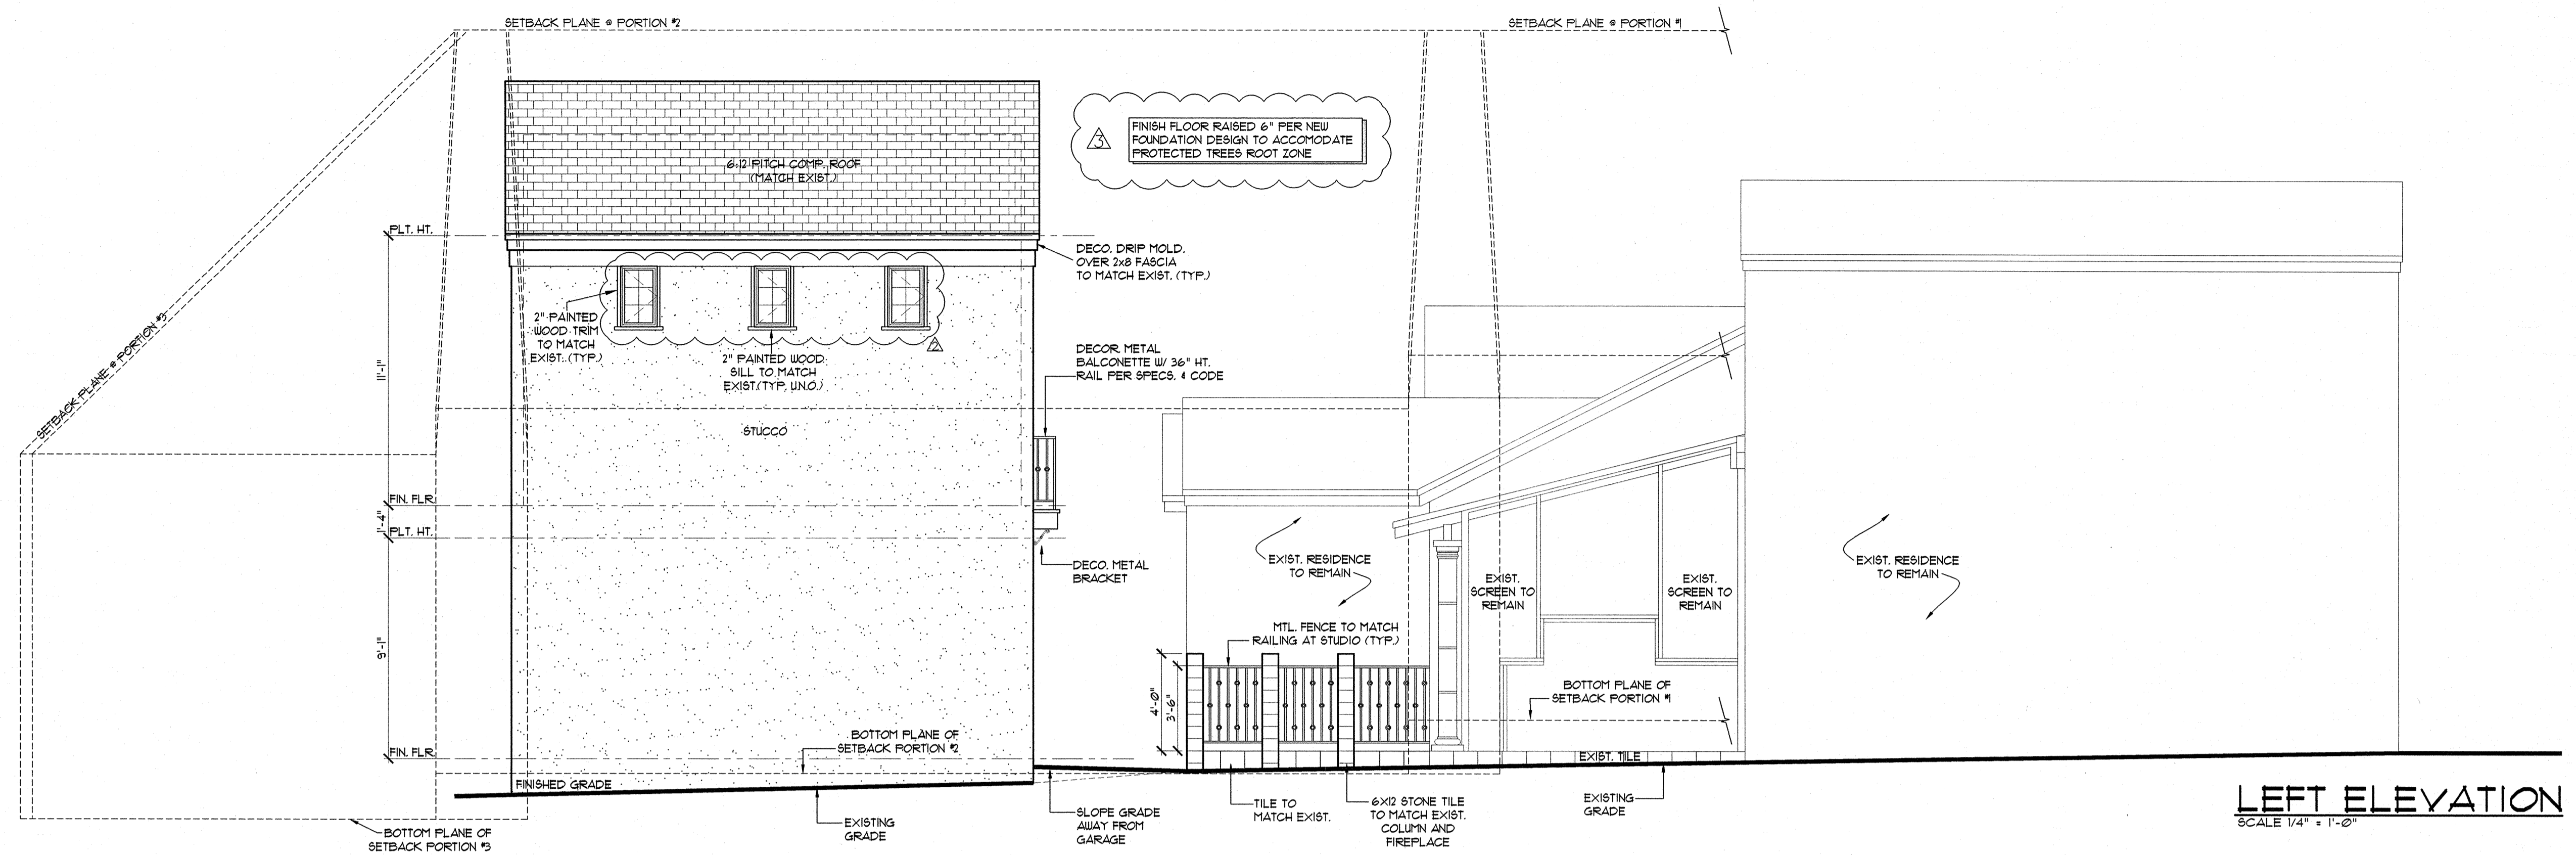 SETBACK PLANE @ PORTION #2
SETBACK PLANE @ PORTION #1
3
FINISH FLOOR RAISED 6" PER NEW
FOUNDATION DESIGN TO ACCOMODATE
PROTECTED TREES ROOT ZONE
6:12 PITCH COMP. ROOF
(MATCH EXIST.)
PLT. HT.
DECO. DRIP MOLD.
OVER 2x8 FASCIA
TO MATCH EXIST. (TYP.)
SETBACK PLANE @ PORTION #3
2" PAINTED
WOOD TRIM
TO MATCH
EXIST. (TYP.)
2" PAINTED WOOD
SILL TO MATCH
EXIST.(TYP. U.N.O.)
2
11'-1"
DECOR METAL
BALCONETTE W/ 36" HT.
RAIL PER SPECS. & CODE
STUCCO
FIN. FLR.
1'-4"
PLT. HT.
DECO. METAL
BRACKET
EXIST. RESIDENCE
TO REMAIN
EXIST.
SCREEN TO
REMAIN
EXIST.
SCREEN TO
REMAIN
EXIST. RESIDENCE
TO REMAIN
9'-1"
MTL. FENCE TO MATCH
RAILING AT STUDIO (TYP.)
4'-0"
3'-6"
BOTTOM PLANE OF
SETBACK PORTION #1
BOTTOM PLANE OF
SETBACK PORTION #2
FIN. FLR.
EXIST. TILE
FINISHED GRADE
BOTTOM PLANE OF
SETBACK PORTION #3
EXISTING
GRADE
SLOPE GRADE
AWAY FROM
GARAGE
TILE TO
MATCH EXIST.
6X12 STONE TILE
TO MATCH EXIST.
COLUMN AND
FIREPLACE
EXISTING
GRADE
LEFT ELEVATION
SCALE 1/4" = 1'-0"